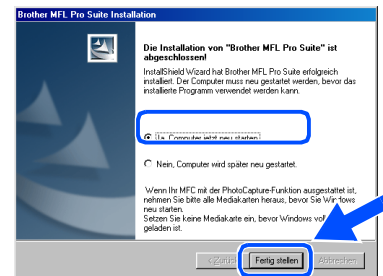 Brother MFL Pro Suite Installation
Die Installation von "Brother MFL Pro Suite" ist
abgeschlossen!
InstallShield Wizard hat Brother MFL Pro Suite erfolgreich
installiert. Der Computer muss neu gestartet werden, bevor das
installierte Programm verwendet werden kann.
Ja, Computer jetzt neu starten.
Nein, Computer wird später neu gestartet.
Wenn Ihr MFC mit der PhotoCapture-Funktion ausgestattet ist,
nehmen Sie bitte alle Mediakarten heraus, bevor Sie Windows
neu starten.
Setzen Sie keine Mediakarte ein, bevor Windows
geladen ist.
Fertig stellen Abbrechen